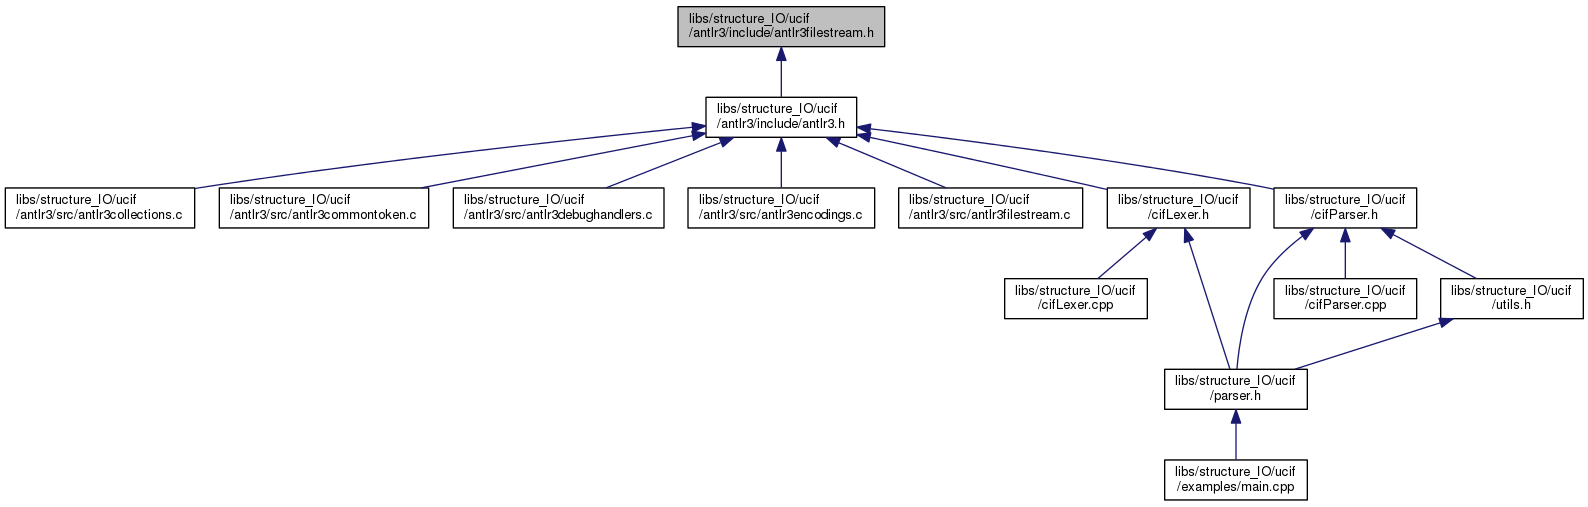 libs/structure_IO/ucif
/antlr3/include/antlr3filestream.h
libs/structure_IO/ucif
/antlr3/include/antlr3.h
libs/structure_IO/ucif
/antlr3/src/antlr3collections.c
libs/structure_IO/ucif
/antlr3/src/antlr3commontoken.c
libs/structure_IO/ucif
/antlr3/src/antlr3debughandlers.c
libs/structure_IO/ucif
/antlr3/src/antlr3encodings.c
libs/structure_IO/ucif
/antlr3/src/antlr3filestream.c
libs/structure_IO/ucif
/cifLexer.h
libs/structure_IO/ucif
/cifParser.h
libs/structure_IO/ucif
/cifLexer.cpp
libs/structure_IO/ucif
/cifParser.cpp
libs/structure_IO/ucif
/utils.h
libs/structure_IO/ucif
/parser.h
libs/structure_IO/ucif
/examples/main.cpp